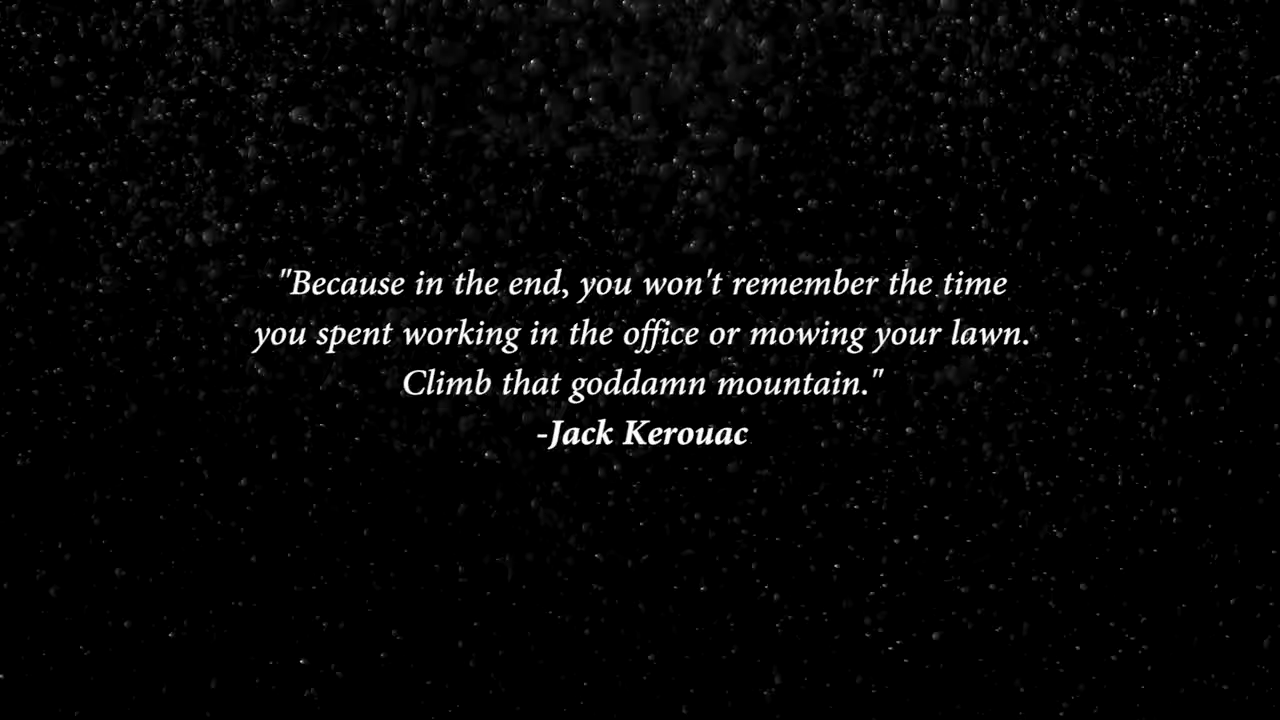 "Because in the end, you won't remember the time
you spent working in the office or mowing your lawn.
Climb that goddamn mountain."
-Jack Kerouac